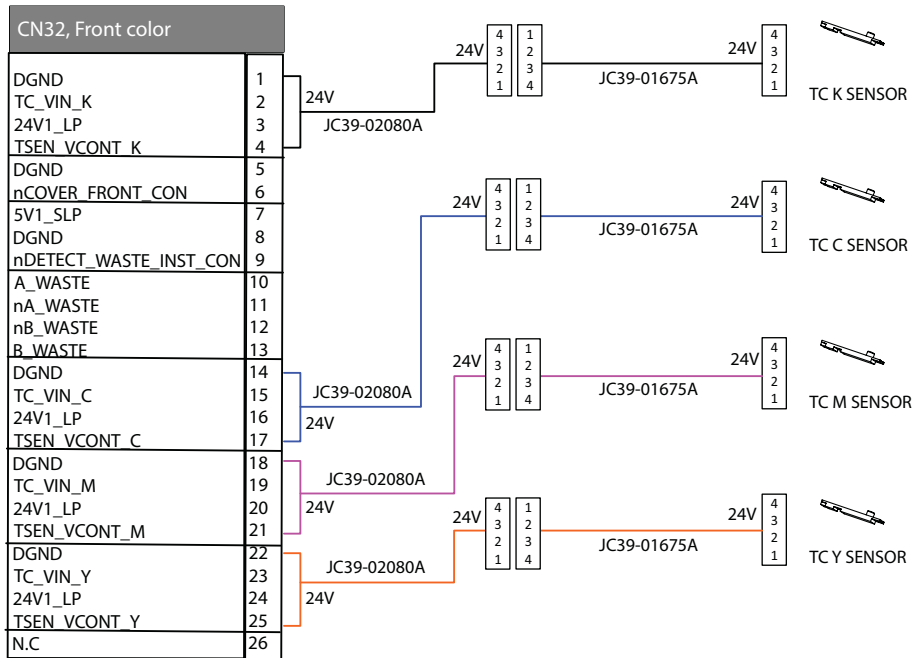 CN32, Front color
DGND 1
TC_VIN_K 2
24V1_LP 3
TSEN_VCONT_K 4
DGND 5
nCOVER_FRONT_CON 6
5V1_SLP 7
DGND 8
nDETECT_WASTE_INST_CON 9
A_WASTE 10
nA_WASTE 11
nB_WASTE 12
B_WASTE 13
DGND 14
TC_VIN_C 15
24V1_LP 16
TSEN_VCONT_C 17
DGND 18
TC_VIN_M 19
24V1_LP 20
TSEN_VCONT_M 21
DGND 22
TC_VIN_Y 23
24V1_LP 24
TSEN_VCONT_Y 25
N.C 26
24V
JC39-02080A
24V
4 1
3 2
2 3
1 4
JC39-01675A
24V
4
3
2
1
TC K SENSOR
JC39-02080A
24V
24V
4 1
3 2
2 3
1 4
JC39-01675A
24V
4
3
2
1
TC C SENSOR
JC39-02080A
24V
24V
4 1
3 2
2 3
1 4
JC39-01675A
24V
4
3
2
1
TC M SENSOR
JC39-02080A
24V
24V
4 1
3 2
2 3
1 4
JC39-01675A
24V
4
3
2
1
TC Y SENSOR